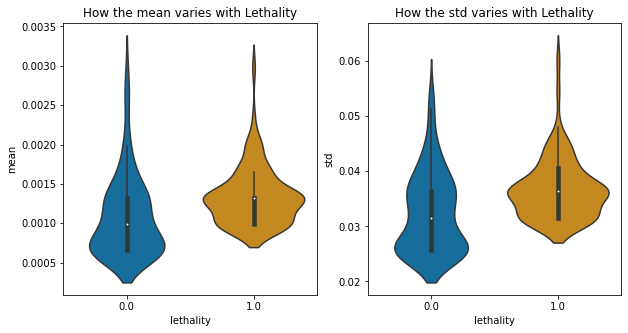 How the mean varies with Lethality
0.0035
0.0030
0.0025
0.0020
0.0015
0.0010
0.0005
mean
0.0
1.0
lethality
How the std varies with Lethality
0.06
0.05
0.04
0.03
0.02
std
0.0
1.0
lethality